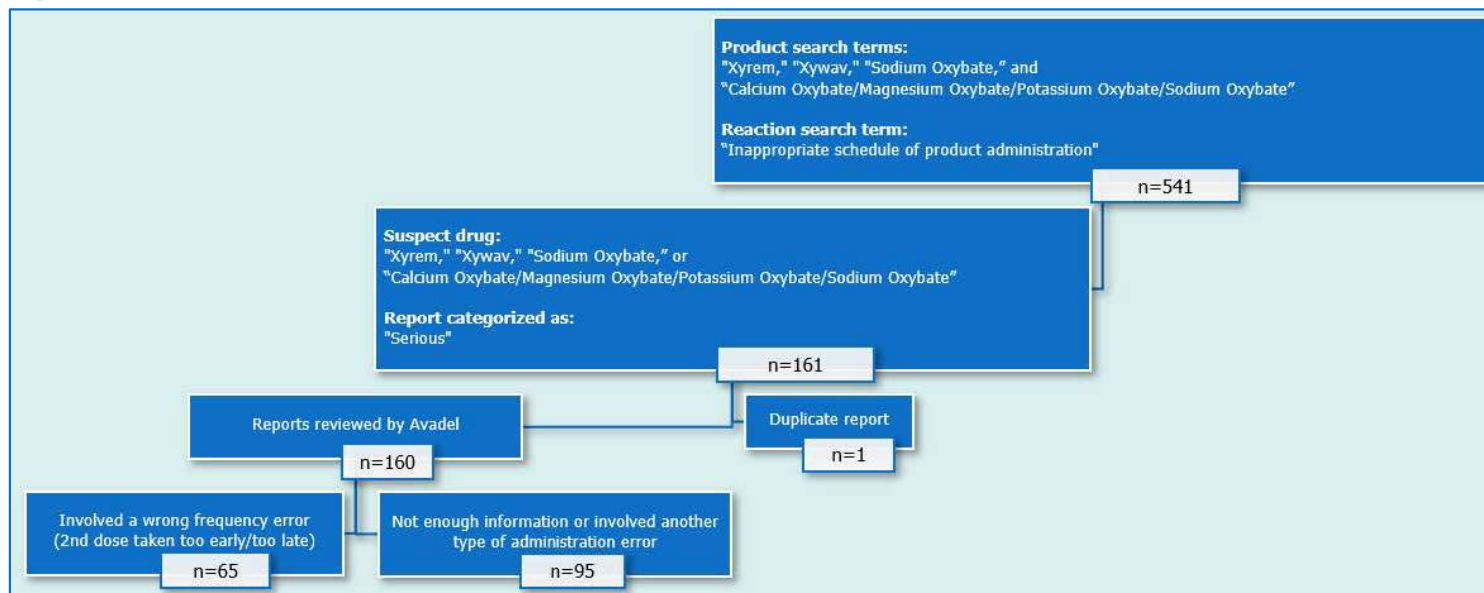 Product search terms:
"Xyrem," "Xywav," "Sodium Oxybate,” and
“Calcium Oxybate/Magnesium Oxybate/Potassium Oxybate/Sodium Oxybate”
Reaction search term:
“Inappropriate schedule of product administration"
n=541
Suspect drug:
"Xyrem," "Xywav," "Sodium Oxybate,” or
“Calcium Oxybate/Magnesium Oxybate/Potassium Oxybate/Sodium Oxybate”
Report categorized as:
"Serious"
n=161
Reports reviewed by Avadel
n=160
Duplicate report
n=1
Involved a wrong frequency error
(2nd dose taken too early/too late)
n=65
Not enough information or involved another
type of administration error
n=95